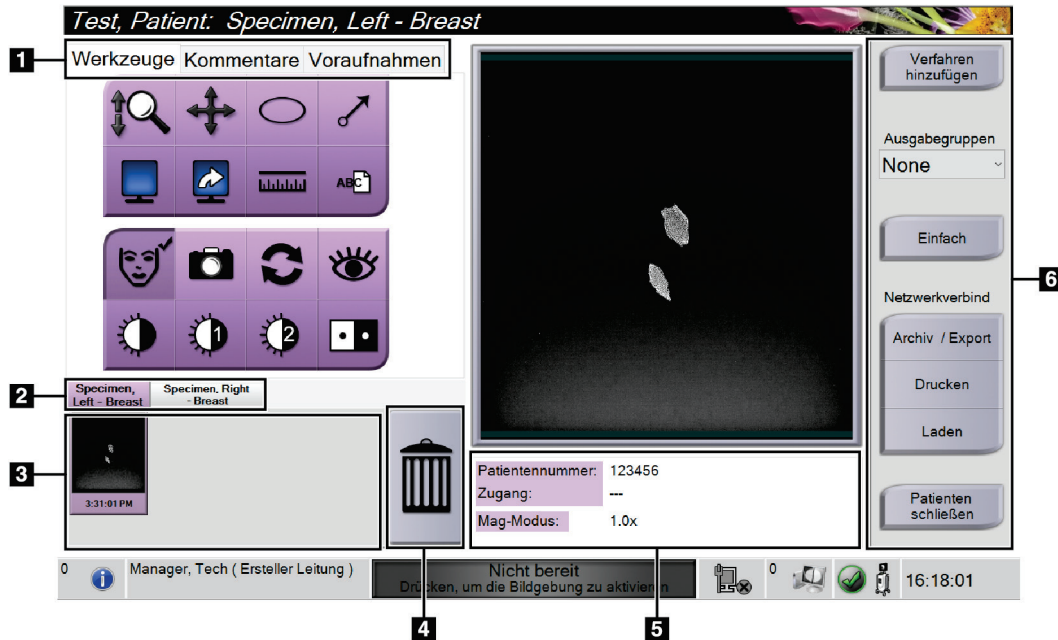 Test, Patient: Specimen, Left - Breast
1
Werkzeuge Kommentare Voraufnahmen
Verfahren
hinzufügen
Ausgabegruppen
None
ABC
Einfach
6
Netzwerkverbind
1
2
Archiv / Export
Drucken
Laden
2
Specimen,
Left - Breast
Specimen, Right
- Breast
3
3:31:01 PM
Patientennummer: 123456
Zugang: ---
Mag-Modus: 1.0x
Patienten
schließen
0
Manager, Tech ( Ersteller Leitung )
Nicht bereit
Drücken, um die Bildgebung zu aktivieren
0
16:18:01
4
5